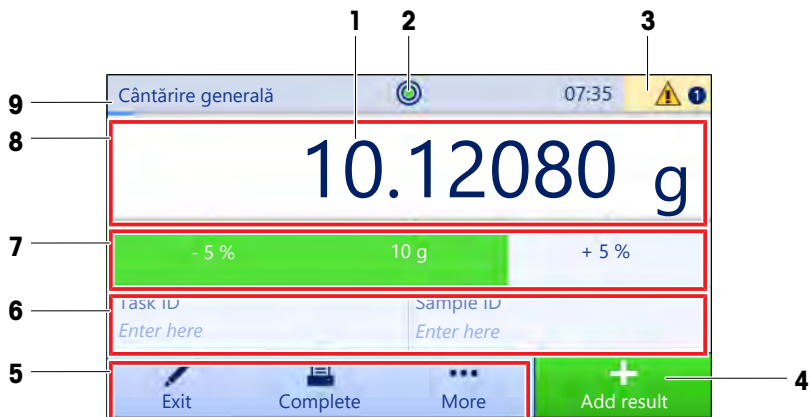 1 2 3
9 Cântărire generală 07:35 1
8 10.12080 g
7 - 5 % 10 g + 5 %
6 Task ID Sample ID
Enter here Enter here
5 Exit Complete More Add result 4